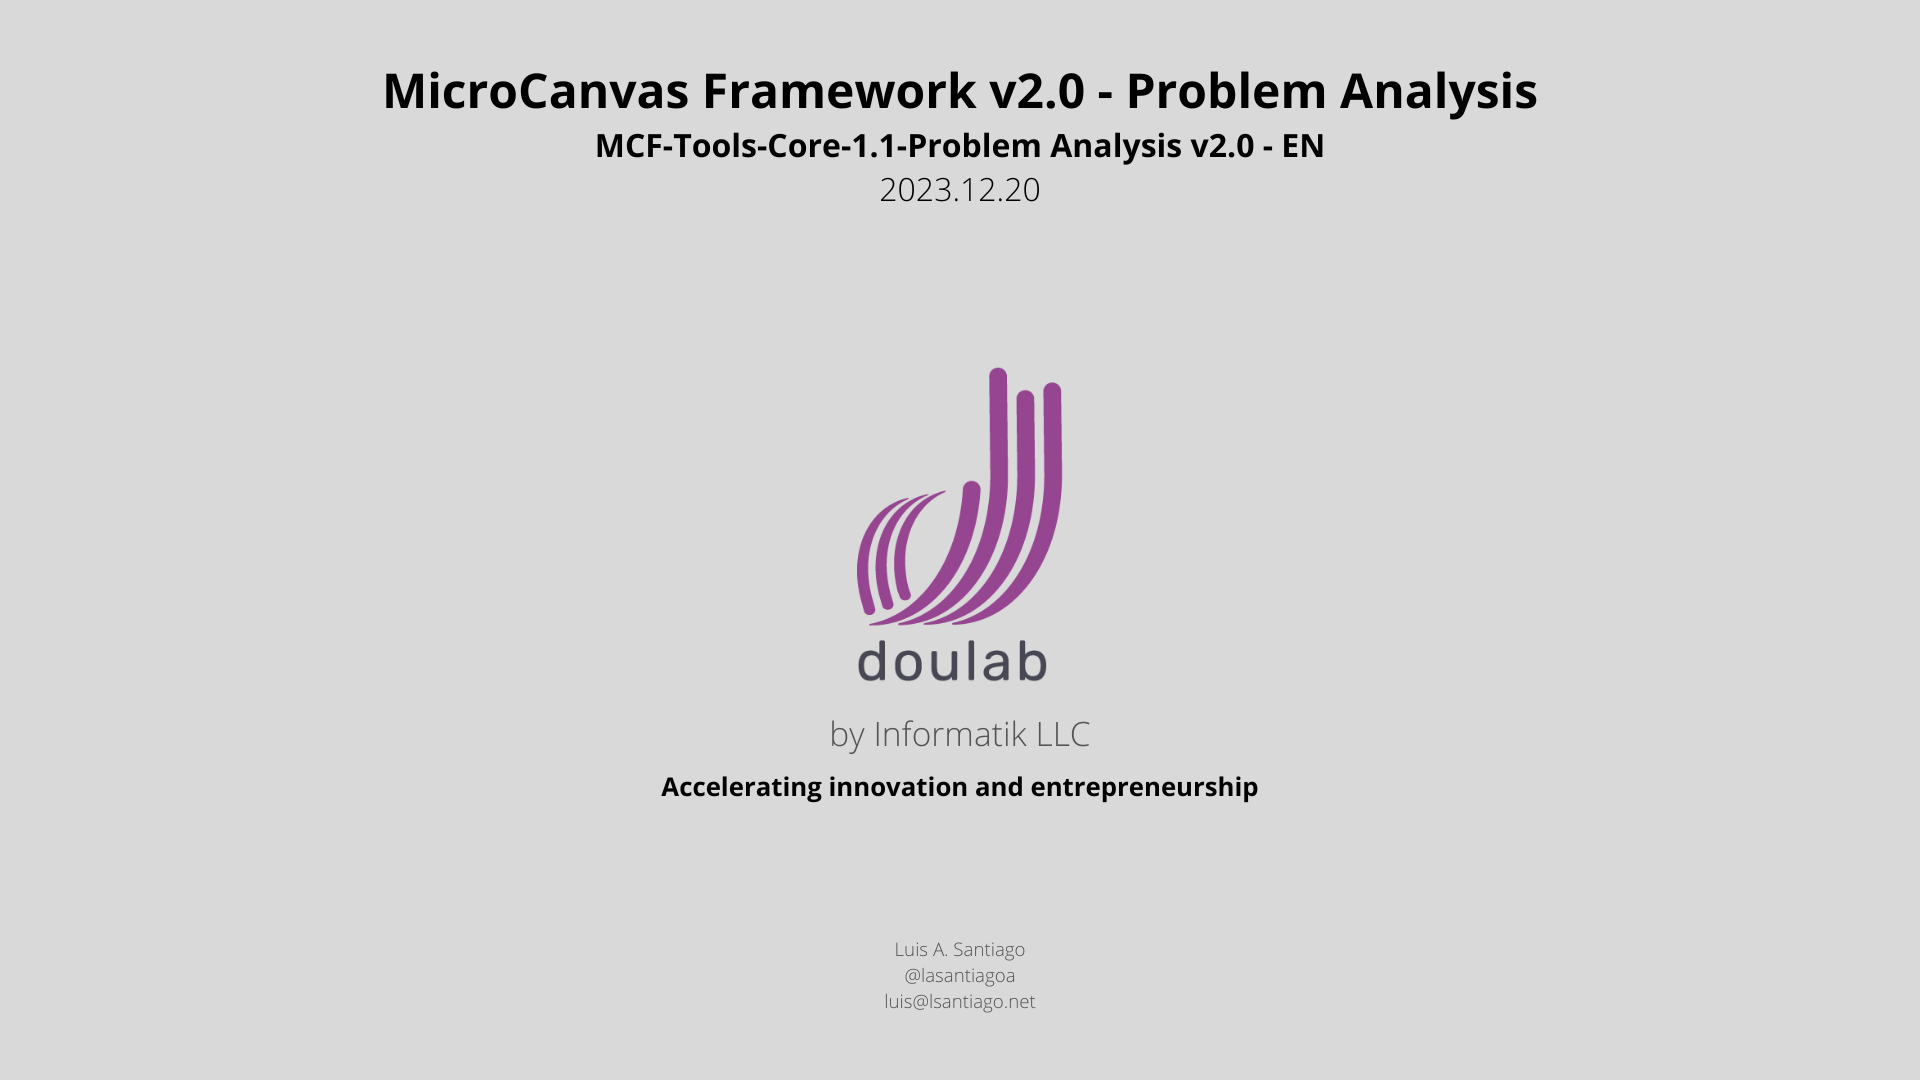 MicroCanvas Framework v2.0 - Problem Analysis
MCF-Tools-Core-1.1-Problem Analysis v2.0 - EN
2023.12.20
doulab
by Informatik LLC
Accelerating innovation and entrepreneurship
Luis A. Santiago
@lasantiagoa
luis@lsantiago.net